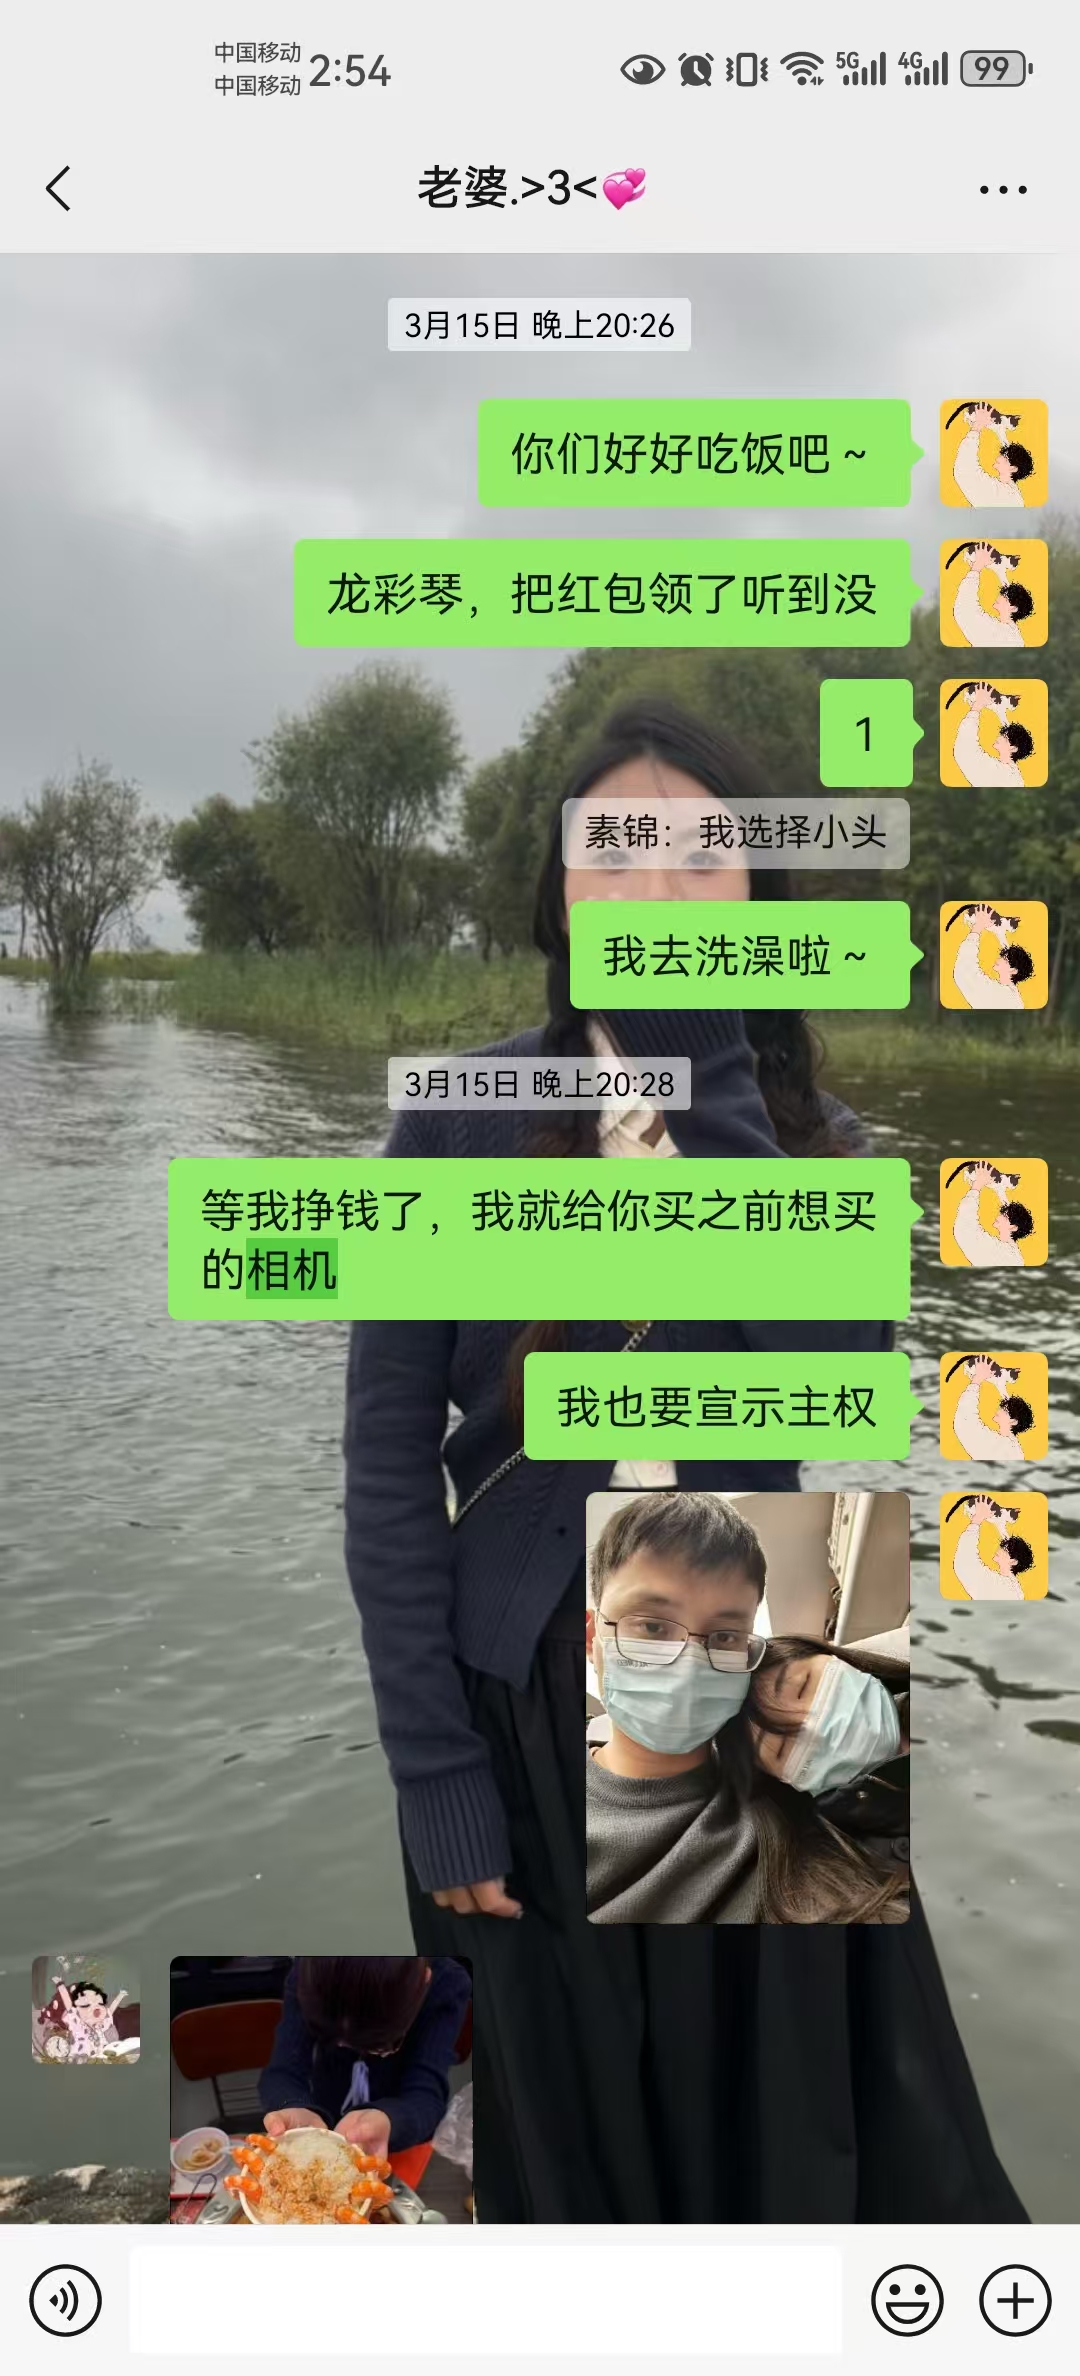 中国移动
中国移动
2:54
5G
4G
99
老婆.>3<💞
3月15日 晚上20:26
你们好好吃饭吧 ~
龙彩琴，把红包领了听到没
1
素锦：我选择小头
我去洗澡啦 ~
3月15日 晚上20:28
等我挣钱了，我就给你买之前想买
的相机
我也要宣示主权